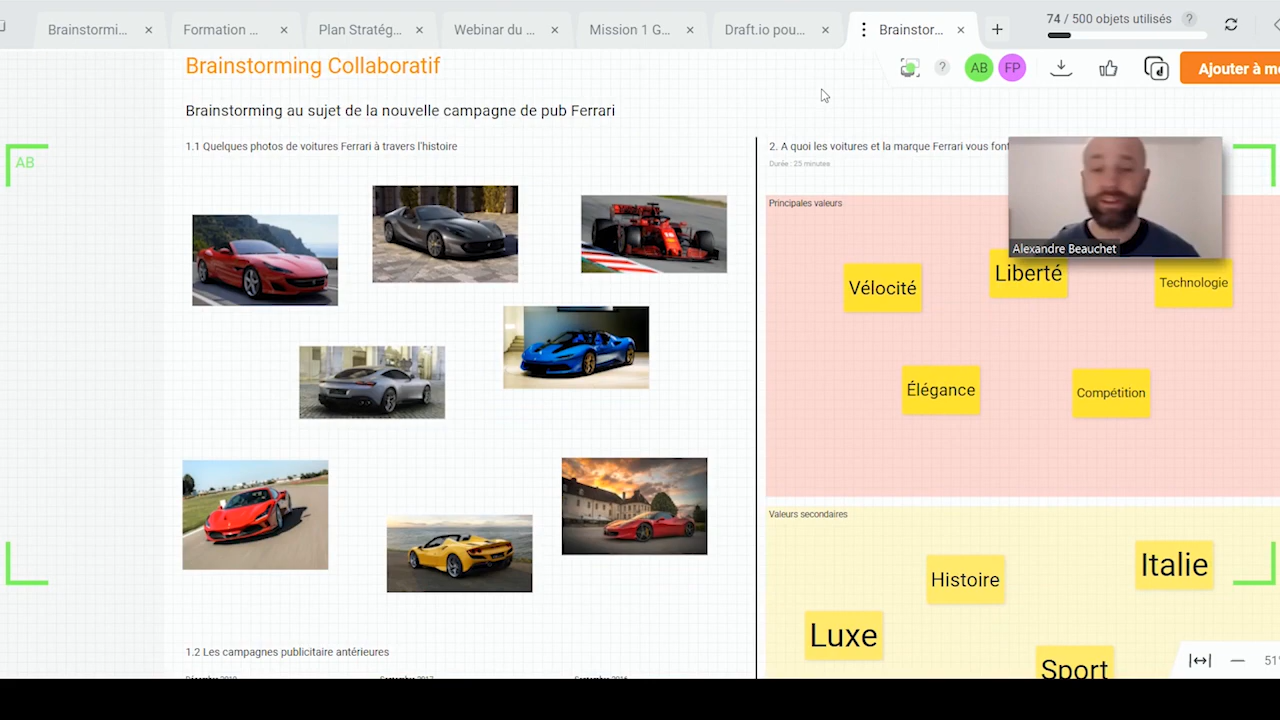 Brainstormi...
Formation ...
Plan Stratég...
Webinar du ...
Mission 1 G...
Draft.io pou...
Brainstor...
74 / 500 objets utilisés
?
Brainstorming Collaboratif
?
AB
FP
Ajouter à m
Brainstorming au sujet de la nouvelle campagne de pub Ferrari
1.1 Quelques photos de voitures Ferrari à travers l'histoire
2. A quoi les voitures et la marque Ferrari vous font
Durée : 25 minutes
AB
Principales valeurs
Alexandre Beauchet
Vélocité
Liberté
Technologie
Élégance
Compétition
Valeurs secondaires
Histoire
Italie
Luxe
Sport
1.2 Les campagnes publicitaire antérieures
51